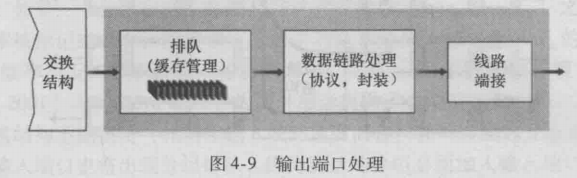 交换
结构
排队
(缓存管理)
数据链路处理
(协议，封装)
线路
端接
图4-9 输出端口处理